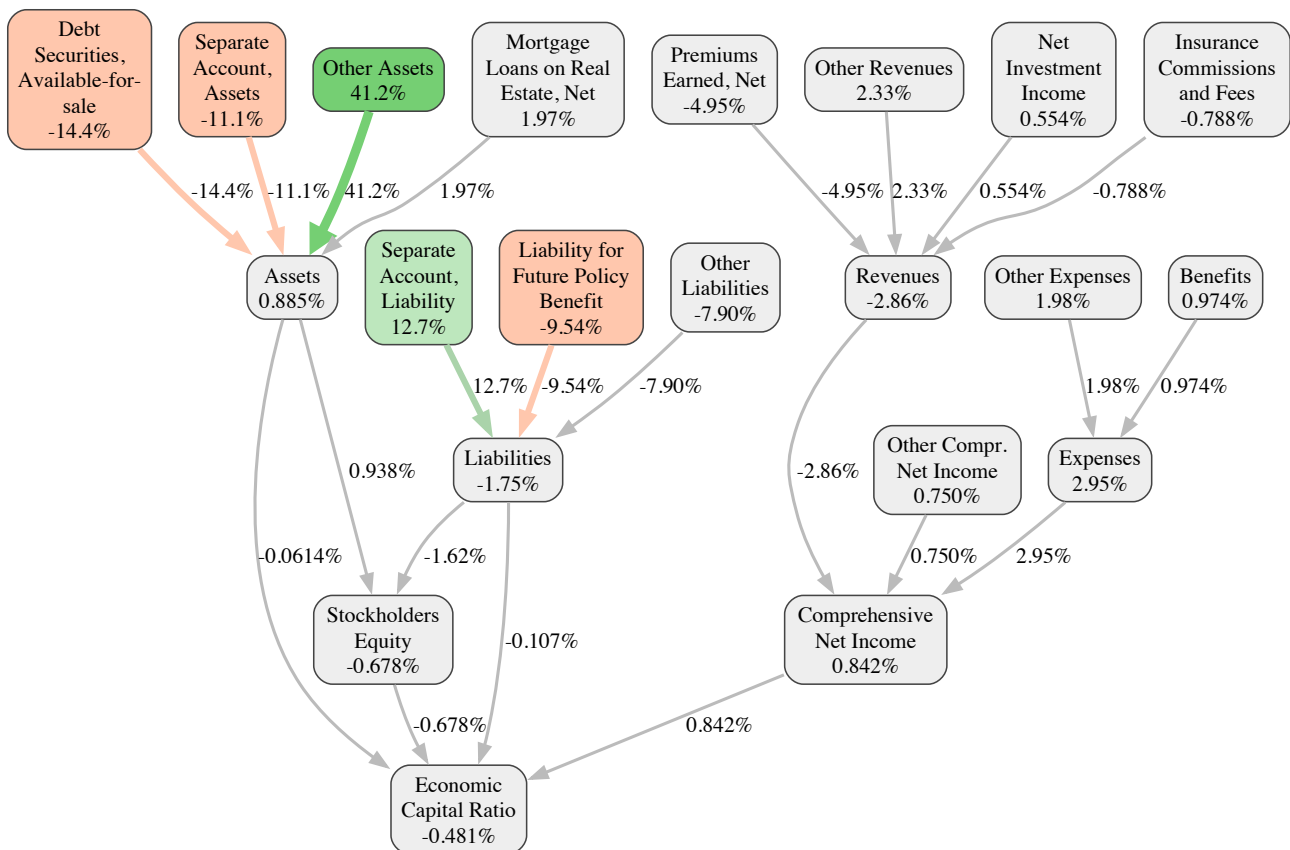 Debt
Securities,
Available-for-
sale
-14.4%
Separate
Account,
Assets
-11.1%
Other Assets
41.2%
Mortgage
Loans on Real
Estate, Net
1.97%
Premiums
Earned, Net
-4.95%
Other Revenues
2.33%
Net
Investment
Income
0.554%
Insurance
Commissions
and Fees
-0.788%
-14.4%
-11.1%
41.2%
1.97%
-4.95%
2.33%
0.554%
-0.788%
Assets
0.885%
Separate
Account,
Liability
12.7%
Liability for
Future Policy
Benefit
-9.54%
Other
Liabilities
-7.90%
Revenues
-2.86%
Other Expenses
1.98%
Benefits
0.974%
12.7%
-9.54%
-7.90%
1.98%
0.974%
0.938%
Liabilities
-1.75%
-2.86%
Other Compr.
Net Income
0.750%
Expenses
2.95%
-0.0614%
-1.62%
0.750%
2.95%
Stockholders
Equity
-0.678%
-0.107%
Comprehensive
Net Income
0.842%
-0.678%
0.842%
Economic
Capital Ratio
-0.481%